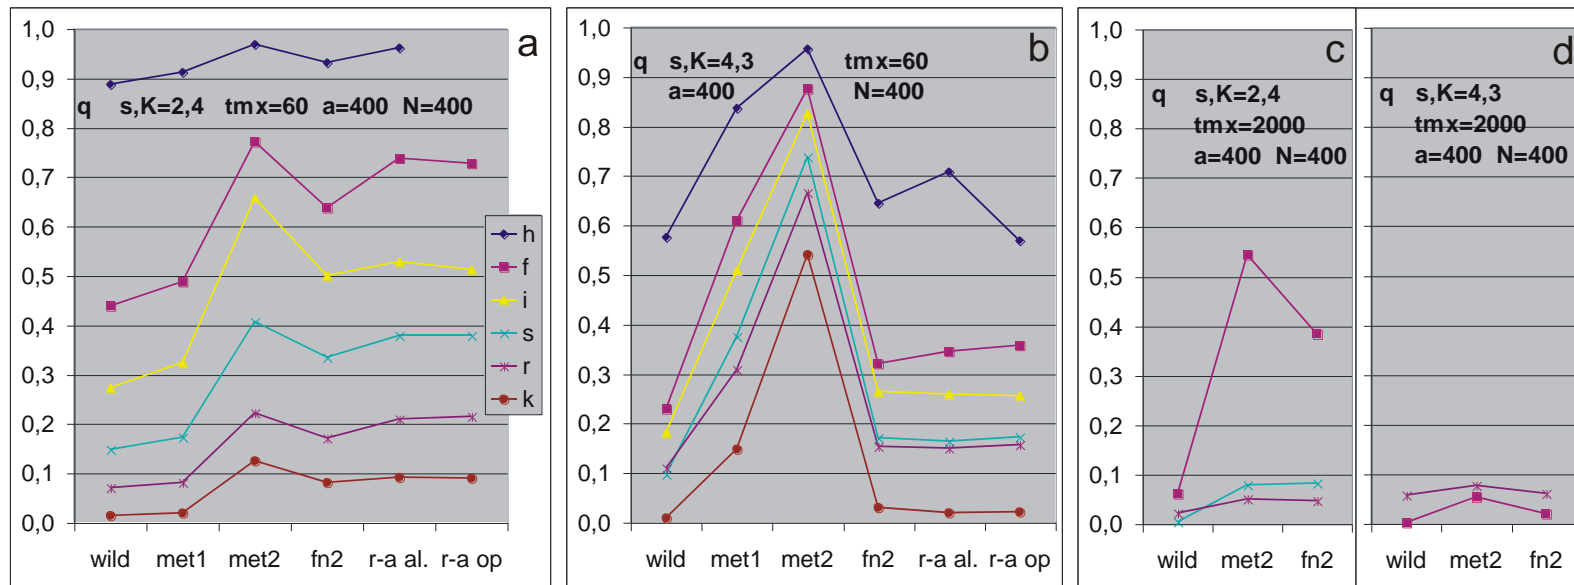 a
1,0
0,9
0,8
0,7
0,6
0,5
0,4
0,3
0,2
0,1
0,0
q s,K=2,4 tmx=60 a=400 N=400
h
f
i
s
r
k
wild met1 met2 fn2 r-a al. r-a op
b
1,0
0,9
0,8
0,7
0,6
0,5
0,4
0,3
0,2
0,1
0,0
q s,K=4,3 tmx=60
a=400 N=400
wild met1 met2 fn2 r-a al. r-a op
c
1,0
0,9
0,8
0,7
0,6
0,5
0,4
0,3
0,2
0,1
0,0
q s,K=2,4
tmx=2000
a=400 N=400
wild met2 fn2
d
q s,K=4,3
tmx=2000
a=400 N=400
wild met2 fn2